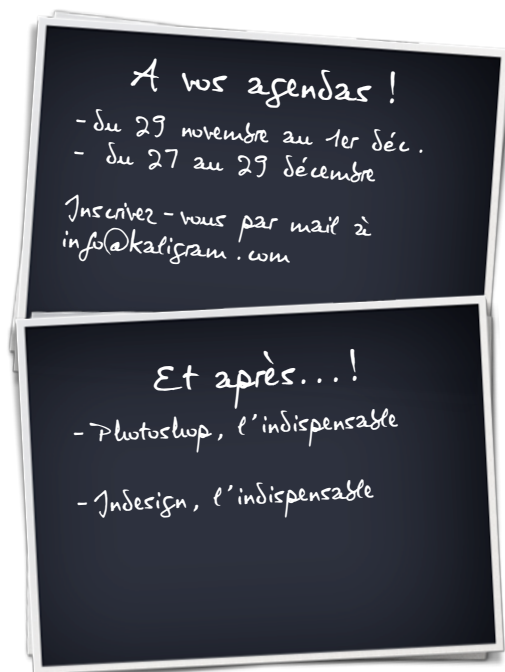 A vos agendas !
- du 29 novembre au 1er déc .
- du 27 au 29 décembre
Inscrivez-vous par mail à
info@kaligram.com
Et après...!
- Photoshop, l'indispensable
- Indesign, l'indispensable